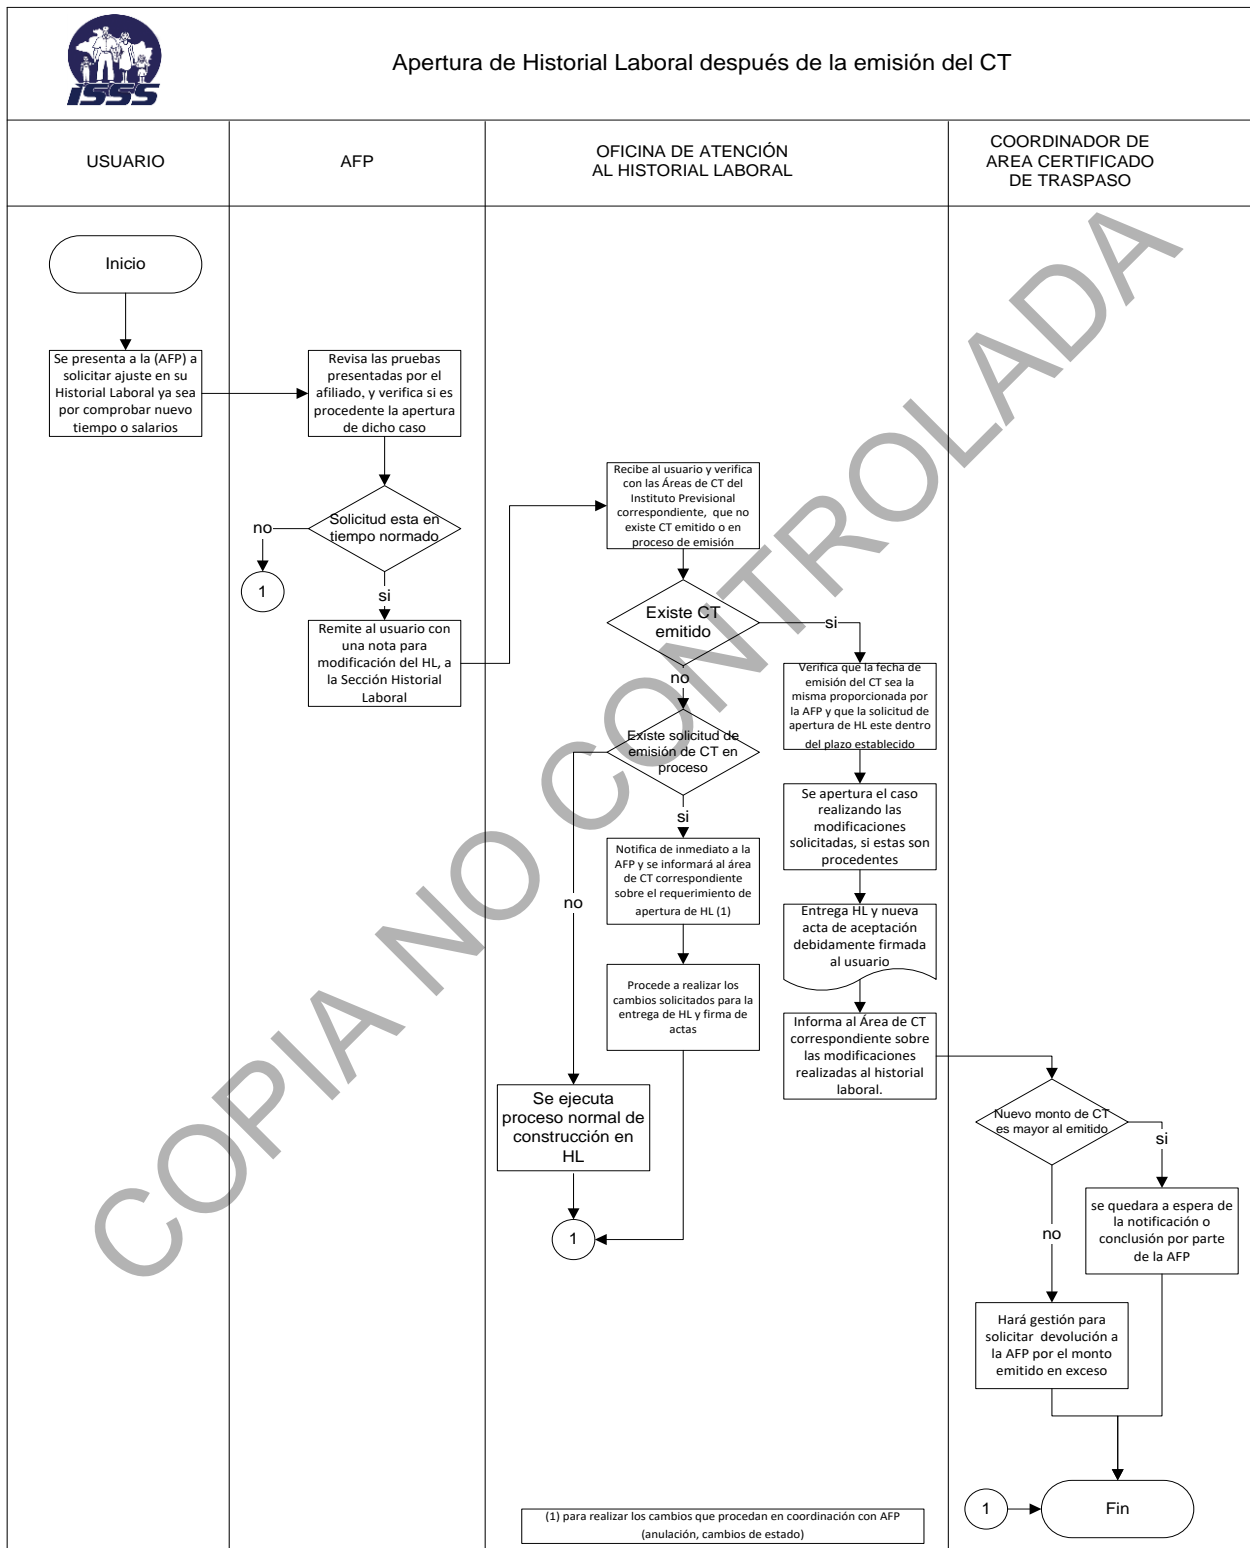 ISSS
Apertura de Historial Laboral después de la emisión del CT
USUARIO
AFP
OFICINA DE ATENCIÓN
AL HISTORIAL LABORAL
COORDINADOR DE
AREA CERTIFICADO
DE TRASPASO
Inicio
Se presenta a la (AFP) a
solicitar ajuste en su
Historial Laboral ya sea
por comprobar nuevo
tiempo o salarios
Revisa las pruebas
presentadas por el
afiliado, y verifica si es
procedente la apertura
de dicho caso
Solicitud esta en
tiempo normado
no
1
si
Remite al usuario con
una nota para
modificación del HL, a
la Sección Historial
Laboral
Recibe al usuario y verifica
con las Áreas de CT del
Instituto Previsional
correspondiente, que no
existe CT emitido o en
proceso de emisión
Existe CT
emitido
si
no
Existe solicitud de
emisión de CT en
proceso
si
no
Notifica de inmediato a la
AFP y se informará al área
de CT correspondiente
sobre el requerimiento de
apertura de HL (1)
Procede a realizar los
cambios solicitados para la
entrega de HL y firma de
actas
Se ejecuta
proceso normal de
construcción en
HL
1
Verifica que la fecha de
emisión del CT sea la
misma proporcionada por
la AFP y que la solicitud de
apertura de HL este dentro
del plazo establecido
Se apertura el caso
realizando las
modificaciones
solicitadas, si estas son
procedentes
Entrega HL y nueva
acta de aceptación
debidamente firmada
al usuario
Informa al Área de CT
correspondiente sobre
las modificaciones
realizadas al historial
laboral.
Nuevo monto de CT
es mayor al emitido
si
no
se quedara a espera de
la notificación o
conclusión por parte
de la AFP
Hará gestión para
solicitar devolución a
la AFP por el monto
emitido en exceso
1
Fin
(1) para realizar los cambios que procedan en coordinación con AFP
(anulación, cambios de estado)
COPIA NO CONTROLADA